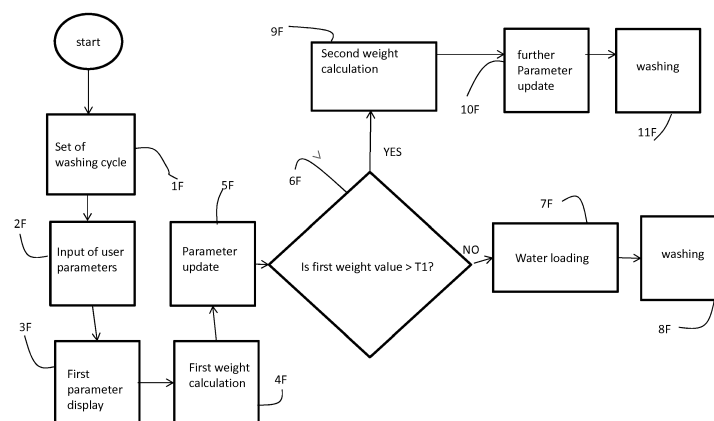 start
Set of
washing cycle
1F
2F
Input of user
parameters
3F
First
parameter
display
First weight
calculation
4F
5F
Parameter
update
6F
Is first weight value > T1?
YES
9F
Second weight
calculation
10F
further
Parameter
update
washing
11F
NO
7F
Water loading
washing
8F